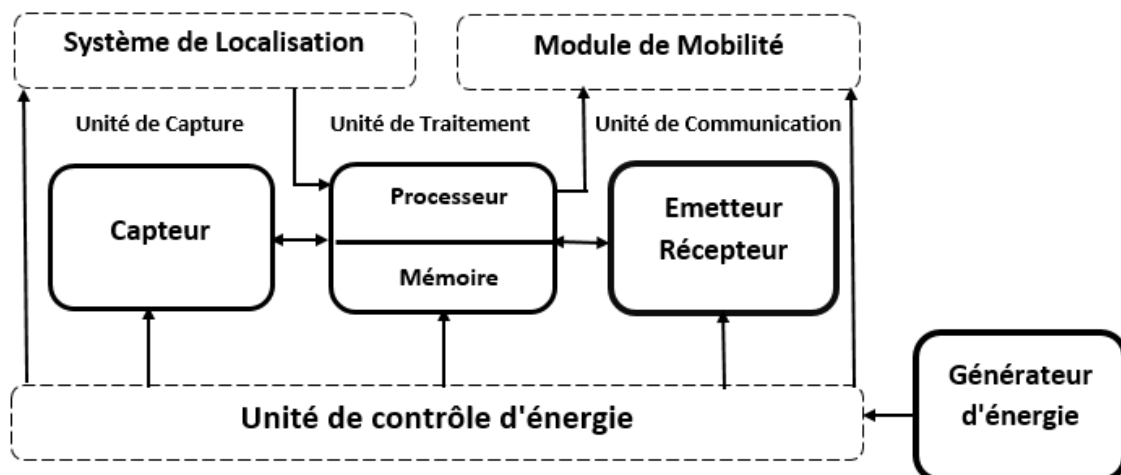 Système de Localisation
Module de Mobilité
Unité de Capture
Unité de Traitement
Unité de Communication
Capteur
Processeur
Mémoire
Emetteur
Récepteur
Unité de contrôle d'énergie
Générateur
d'énergie